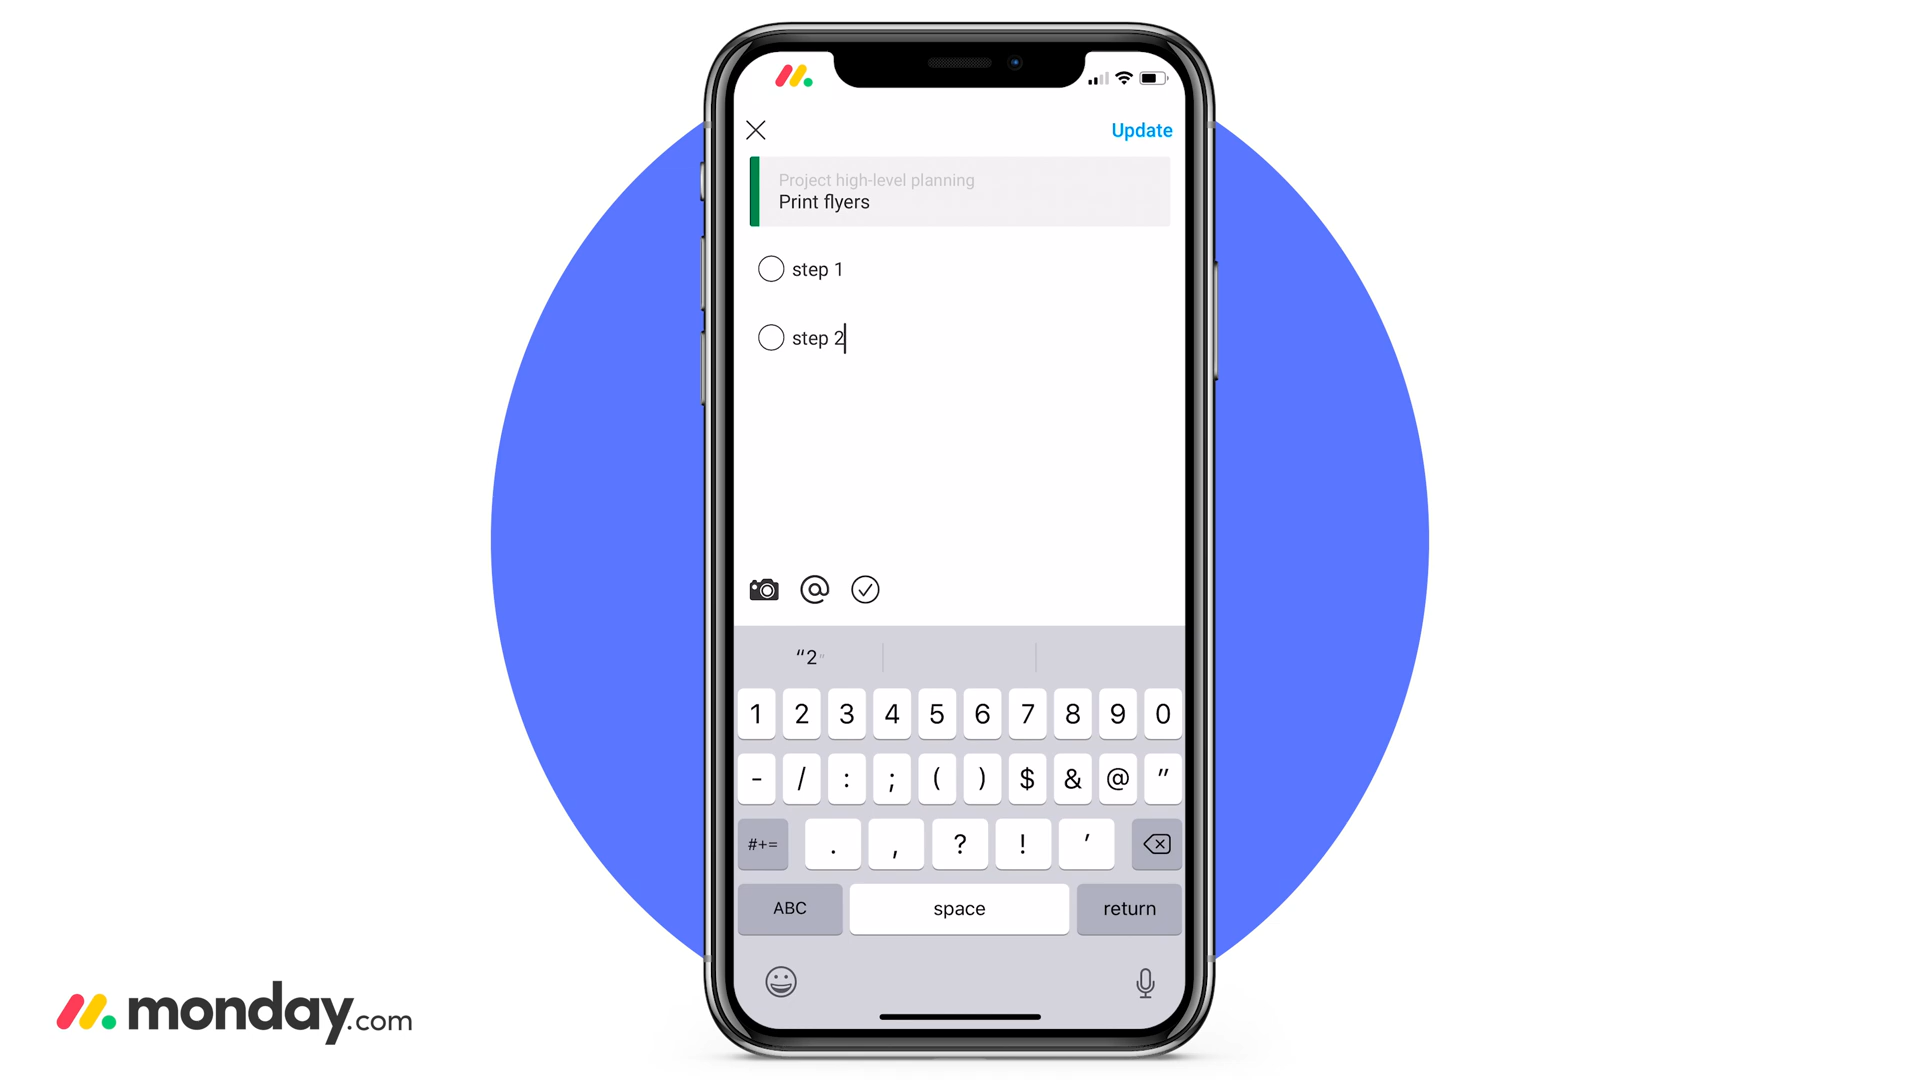 Update
Project high-level planning
Print flyers
step 1
step 2
“2”
1 2 3 4 5 6 7 8 9 0
- / : ; ( ) $ & @ "
#+= . , ? ! ’
ABC space return
monday.com